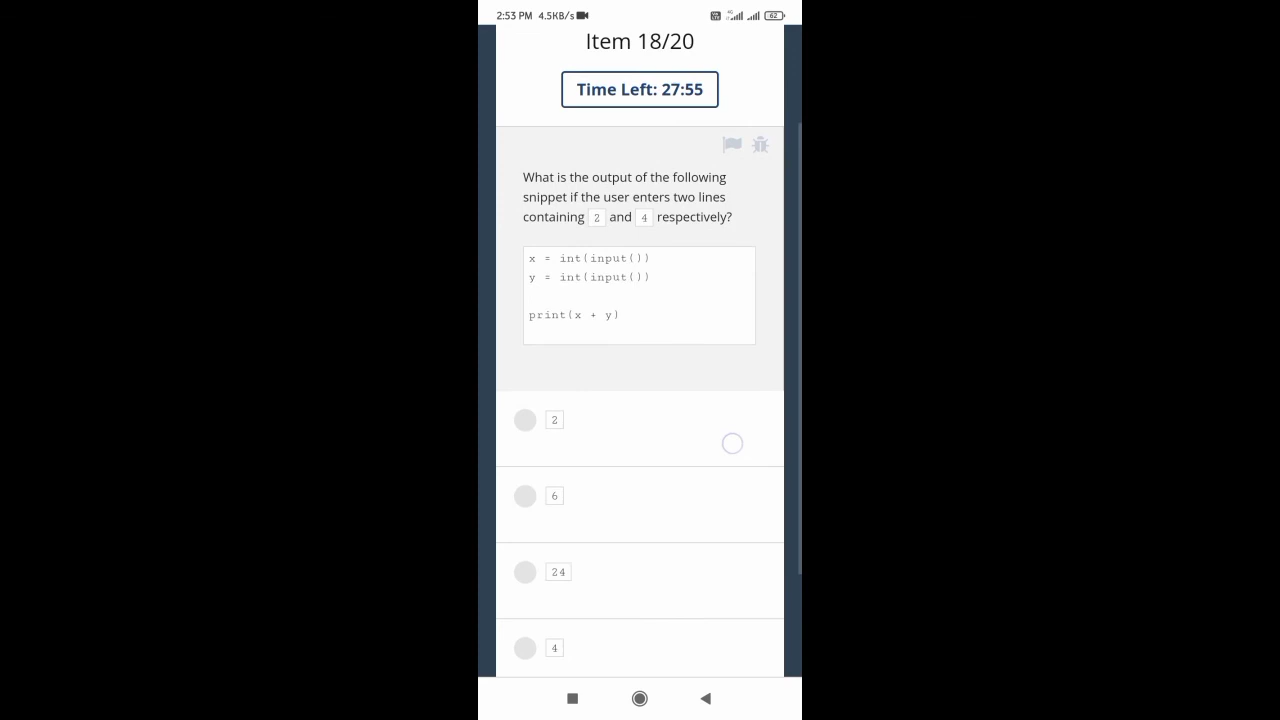 2:53 PM 4.5KB/s 4G 62
Item 18/20
Time Left: 27:55
What is the output of the following
snippet if the user enters two lines
containing 2 and 4 respectively?
x = int(input())
y = int(input())
print(x + y)
2
6
24
4